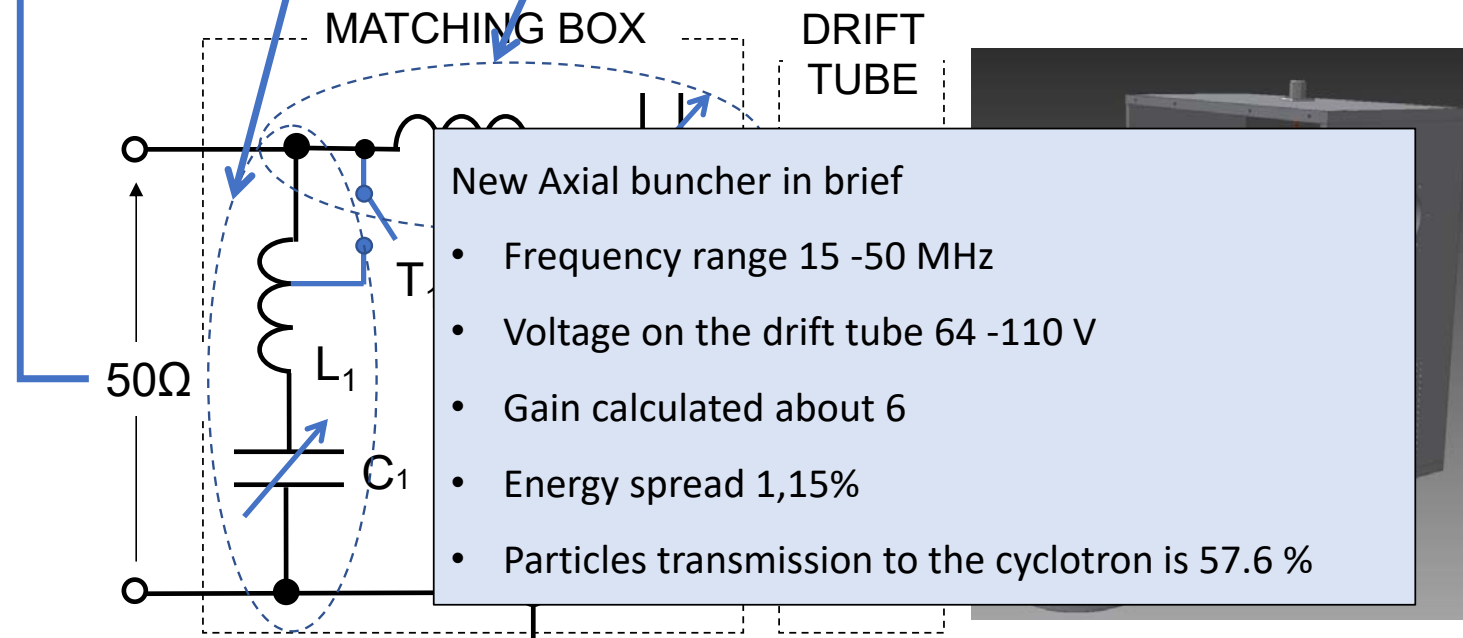 MATCHING BOX
DRIFT
TUBE
New Axial buncher in brief
• Frequency range 15 -50 MHz
• Voltage on the drift tube 64 -110 V
• Gain calculated about 6
• Energy spread 1,15%
• Particles transmission to the cyclotron is 57.6 %
50Ω
L₁
C₁